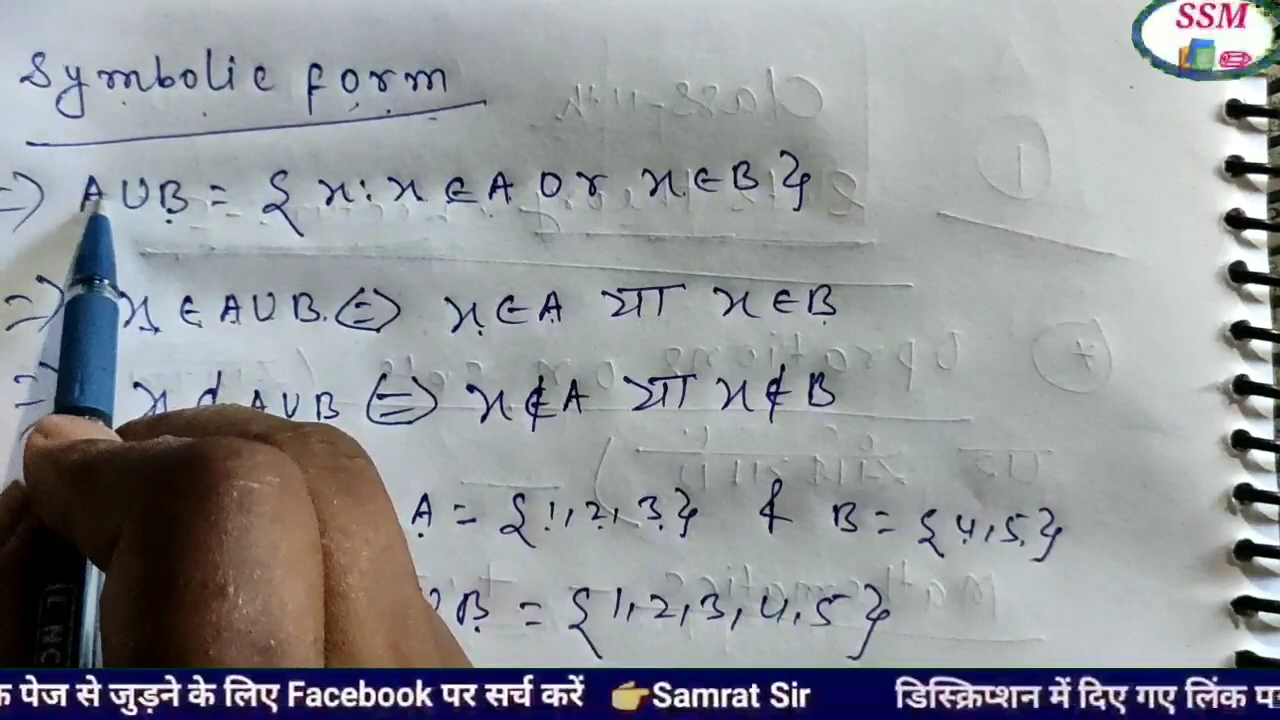 SSM
Symbolic form
=> A∪B = { x : x ∈ A Or x ∈ B }
=> x ∈ A∪B. <=> x ∈ A या x ∈ B
=> x ∉ A∪B <=> x ∉ A या x ∉ B
A = {1, 2, 3} & B = {4, 5}
B = {1, 2, 3, 4, 5}
पेज से जुड़ने के लिए Facebook पर सर्च करें 👉Samrat Sir डिस्क्रिप्शन में दिए गए लिंक